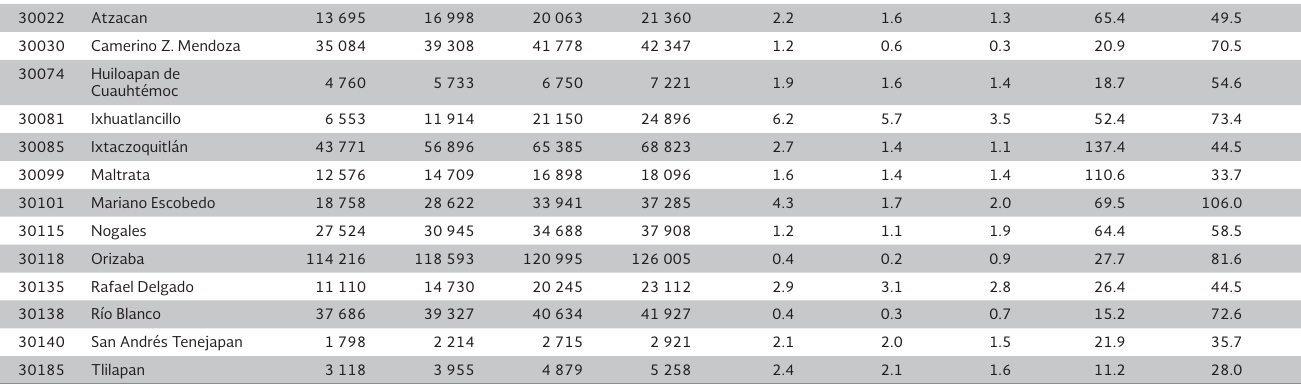 30022 Atzacan 13 695 16 998 20 063 21 360 2.2 1.6 1.3 65.4 49.5
30030 Camerino Z. Mendoza 35 084 39 308 41 778 42 347 1.2 0.6 0.3 20.9 70.5
30074 Huiloapan de
Cuauhtémoc 4 760 5 733 6 750 7 221 1.9 1.6 1.4 18.7 54.6
30081 Ixhuatlancillo 6 553 11 914 21 150 24 896 6.2 5.7 3.5 52.4 73.4
30085 Ixtaczoquitlán 43 771 56 896 65 385 68 823 2.7 1.4 1.1 137.4 44.5
30099 Maltrata 12 576 14 709 16 898 18 096 1.6 1.4 1.4 110.6 33.7
30101 Mariano Escobedo 18 758 28 622 33 941 37 285 4.3 1.7 2.0 69.5 106.0
30115 Nogales 27 524 30 945 34 688 37 908 1.2 1.1 1.9 64.4 58.5
30118 Orizaba 114 216 118 593 120 995 126 005 0.4 0.2 0.9 27.7 81.6
30135 Rafael Delgado 11 110 14 730 20 245 23 112 2.9 3.1 2.8 26.4 44.5
30138 Río Blanco 37 686 39 327 40 634 41 927 0.4 0.3 0.7 15.2 72.6
30140 San Andrés Tenejapan 1 798 2 214 2 715 2 921 2.1 2.0 1.5 21.9 35.7
30185 Tlilapan 3 118 3 955 4 879 5 258 2.4 2.1 1.6 11.2 28.0